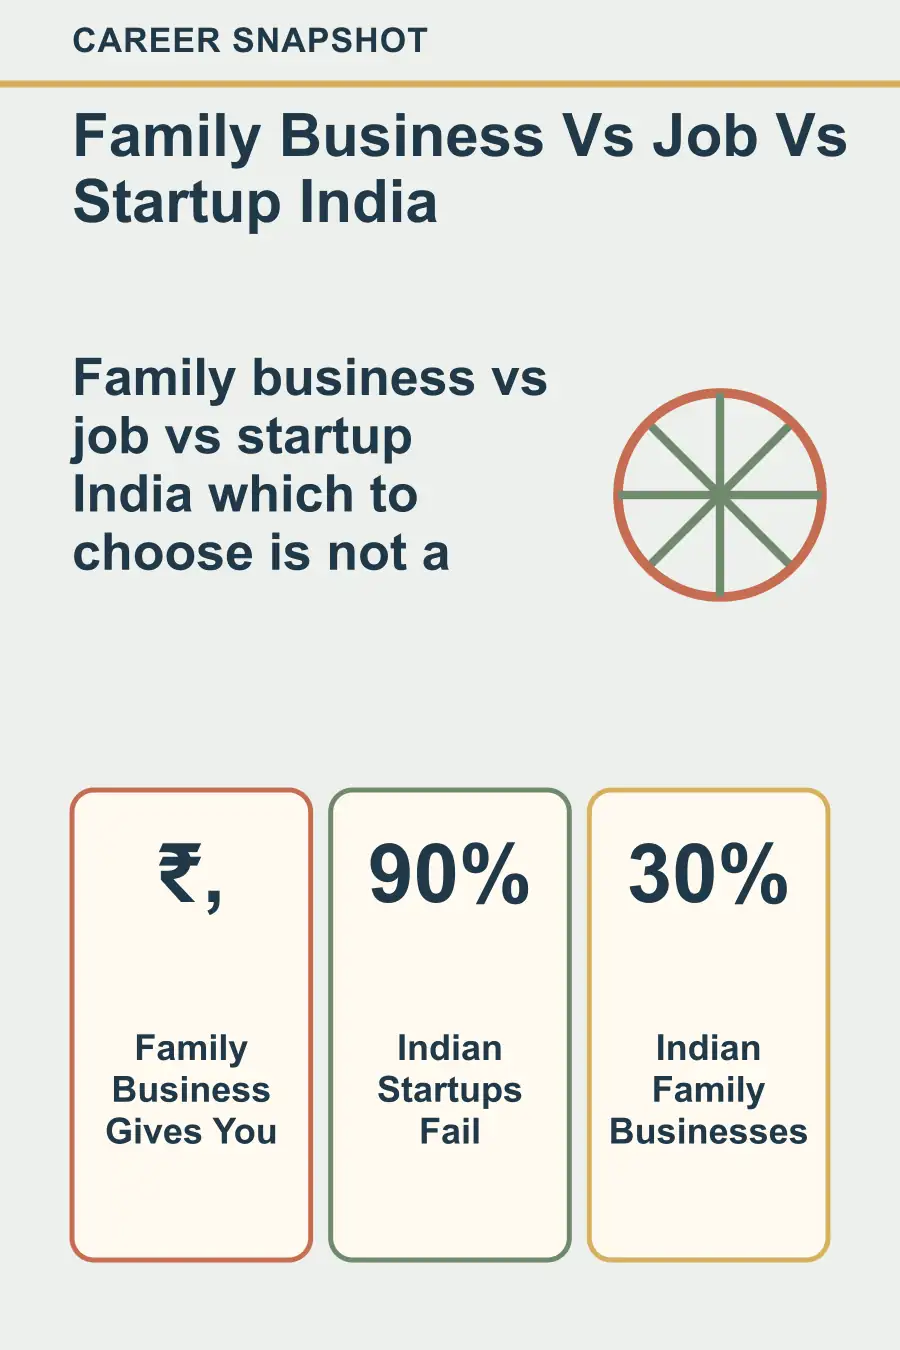 CAREER SNAPSHOT
Family Business Vs Job Vs
Startup India
Family business vs
job vs startup
India which to
choose is not a
₹,
Family
Business
Gives You
90%
Indian
Startups
Fail
30%
Indian
Family
Businesses